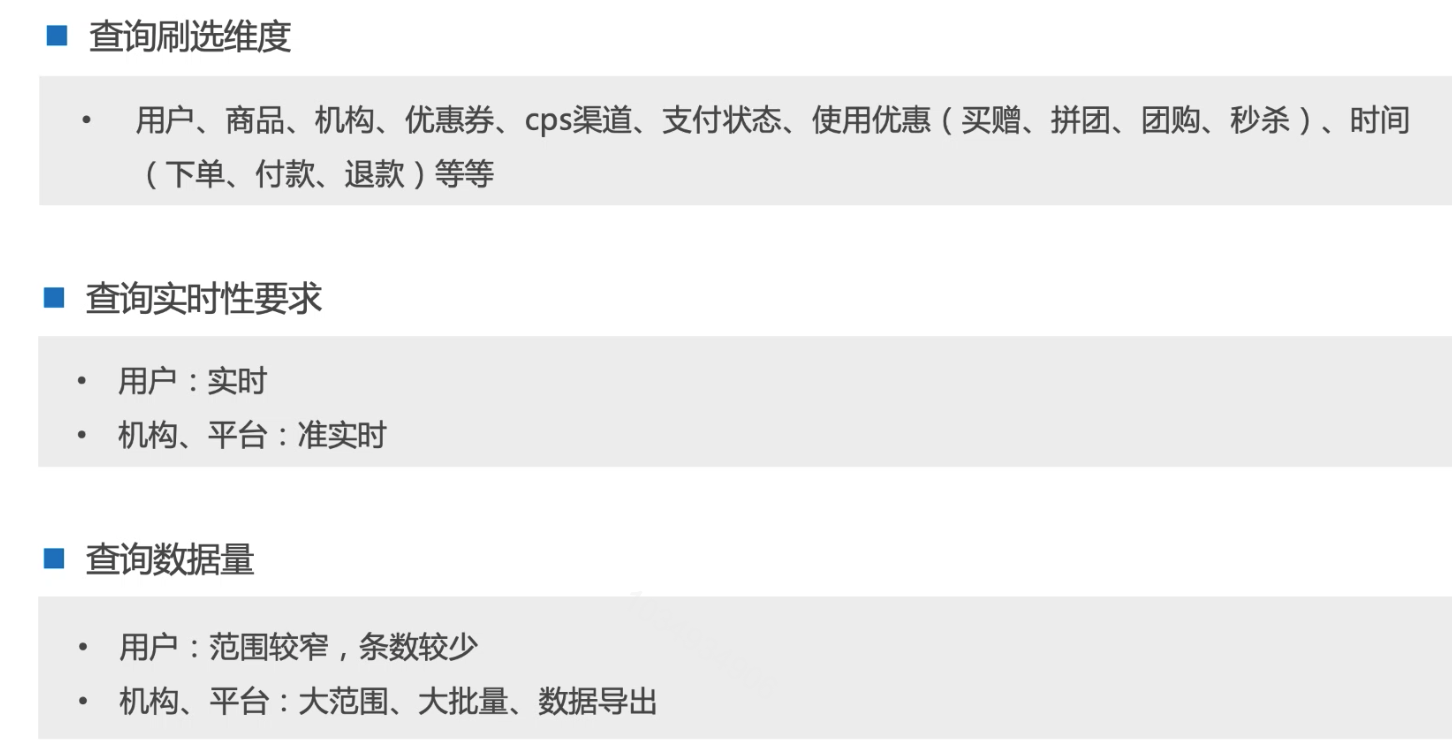 查询刷选维度
• 用户、商品、机构、优惠券、cps渠道、支付状态、使用优惠（买赠、拼团、团购、秒杀）、时间
（下单、付款、退款）等等
查询实时性要求
• 用户：实时
• 机构、平台：准实时
查询数据量
• 用户：范围较窄，条数较少
• 机构、平台：大范围、大批量、数据导出